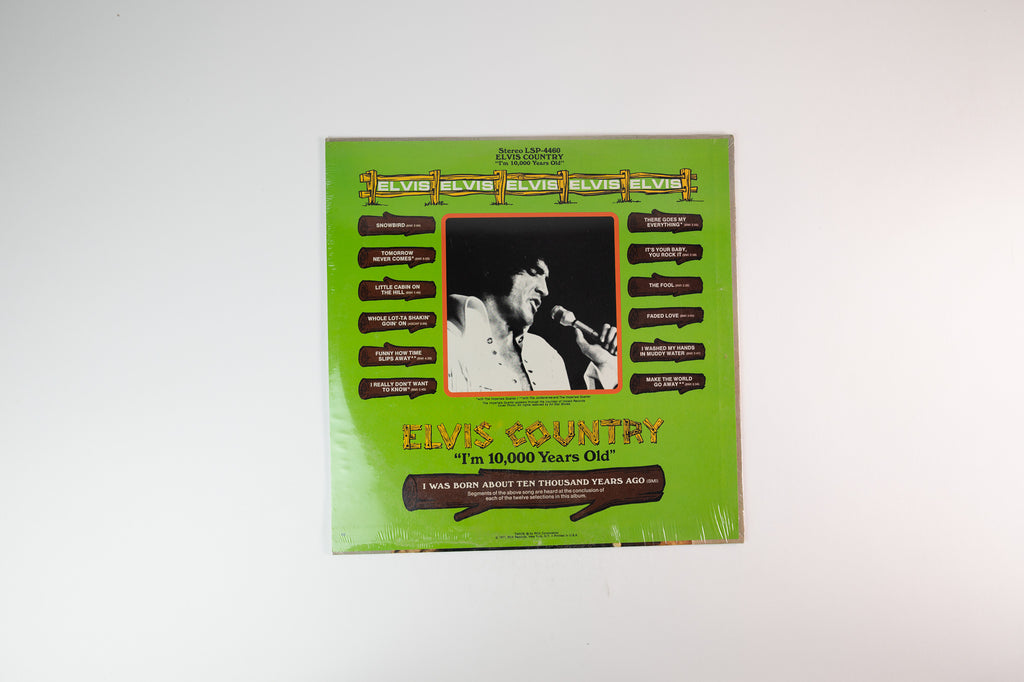 Stereo LSP-4460
ELVIS COUNTRY
"I'm 10,000 Years Old"
ELVIS ELVIS ELVIS ELVIS ELVIS
SNOWBIRD
TOMORROW
NEVER COMES*
LITTLE CABIN ON
THE HILL
WHOLE LOT-TA SHAKIN'
GOIN' ON
FUNNY HOW TIME
SLIPS AWAY**
I REALLY DON'T WANT
TO KNOW*
THERE GOES MY
EVERYTHING*
IT'S YOUR BABY,
YOU ROCK IT
THE FOOL
FADED LOVE
I WASHED MY HANDS
IN MUDDY WATER
MAKE THE WORLD
GO AWAY**
ELVIS COUNTRY
"I'm 10,000 Years Old"
I WAS BORN ABOUT TEN THOUSAND YEARS AGO (BMI)
Segments of the above song are heard at the conclusion of
each of the twelve selections in this album.